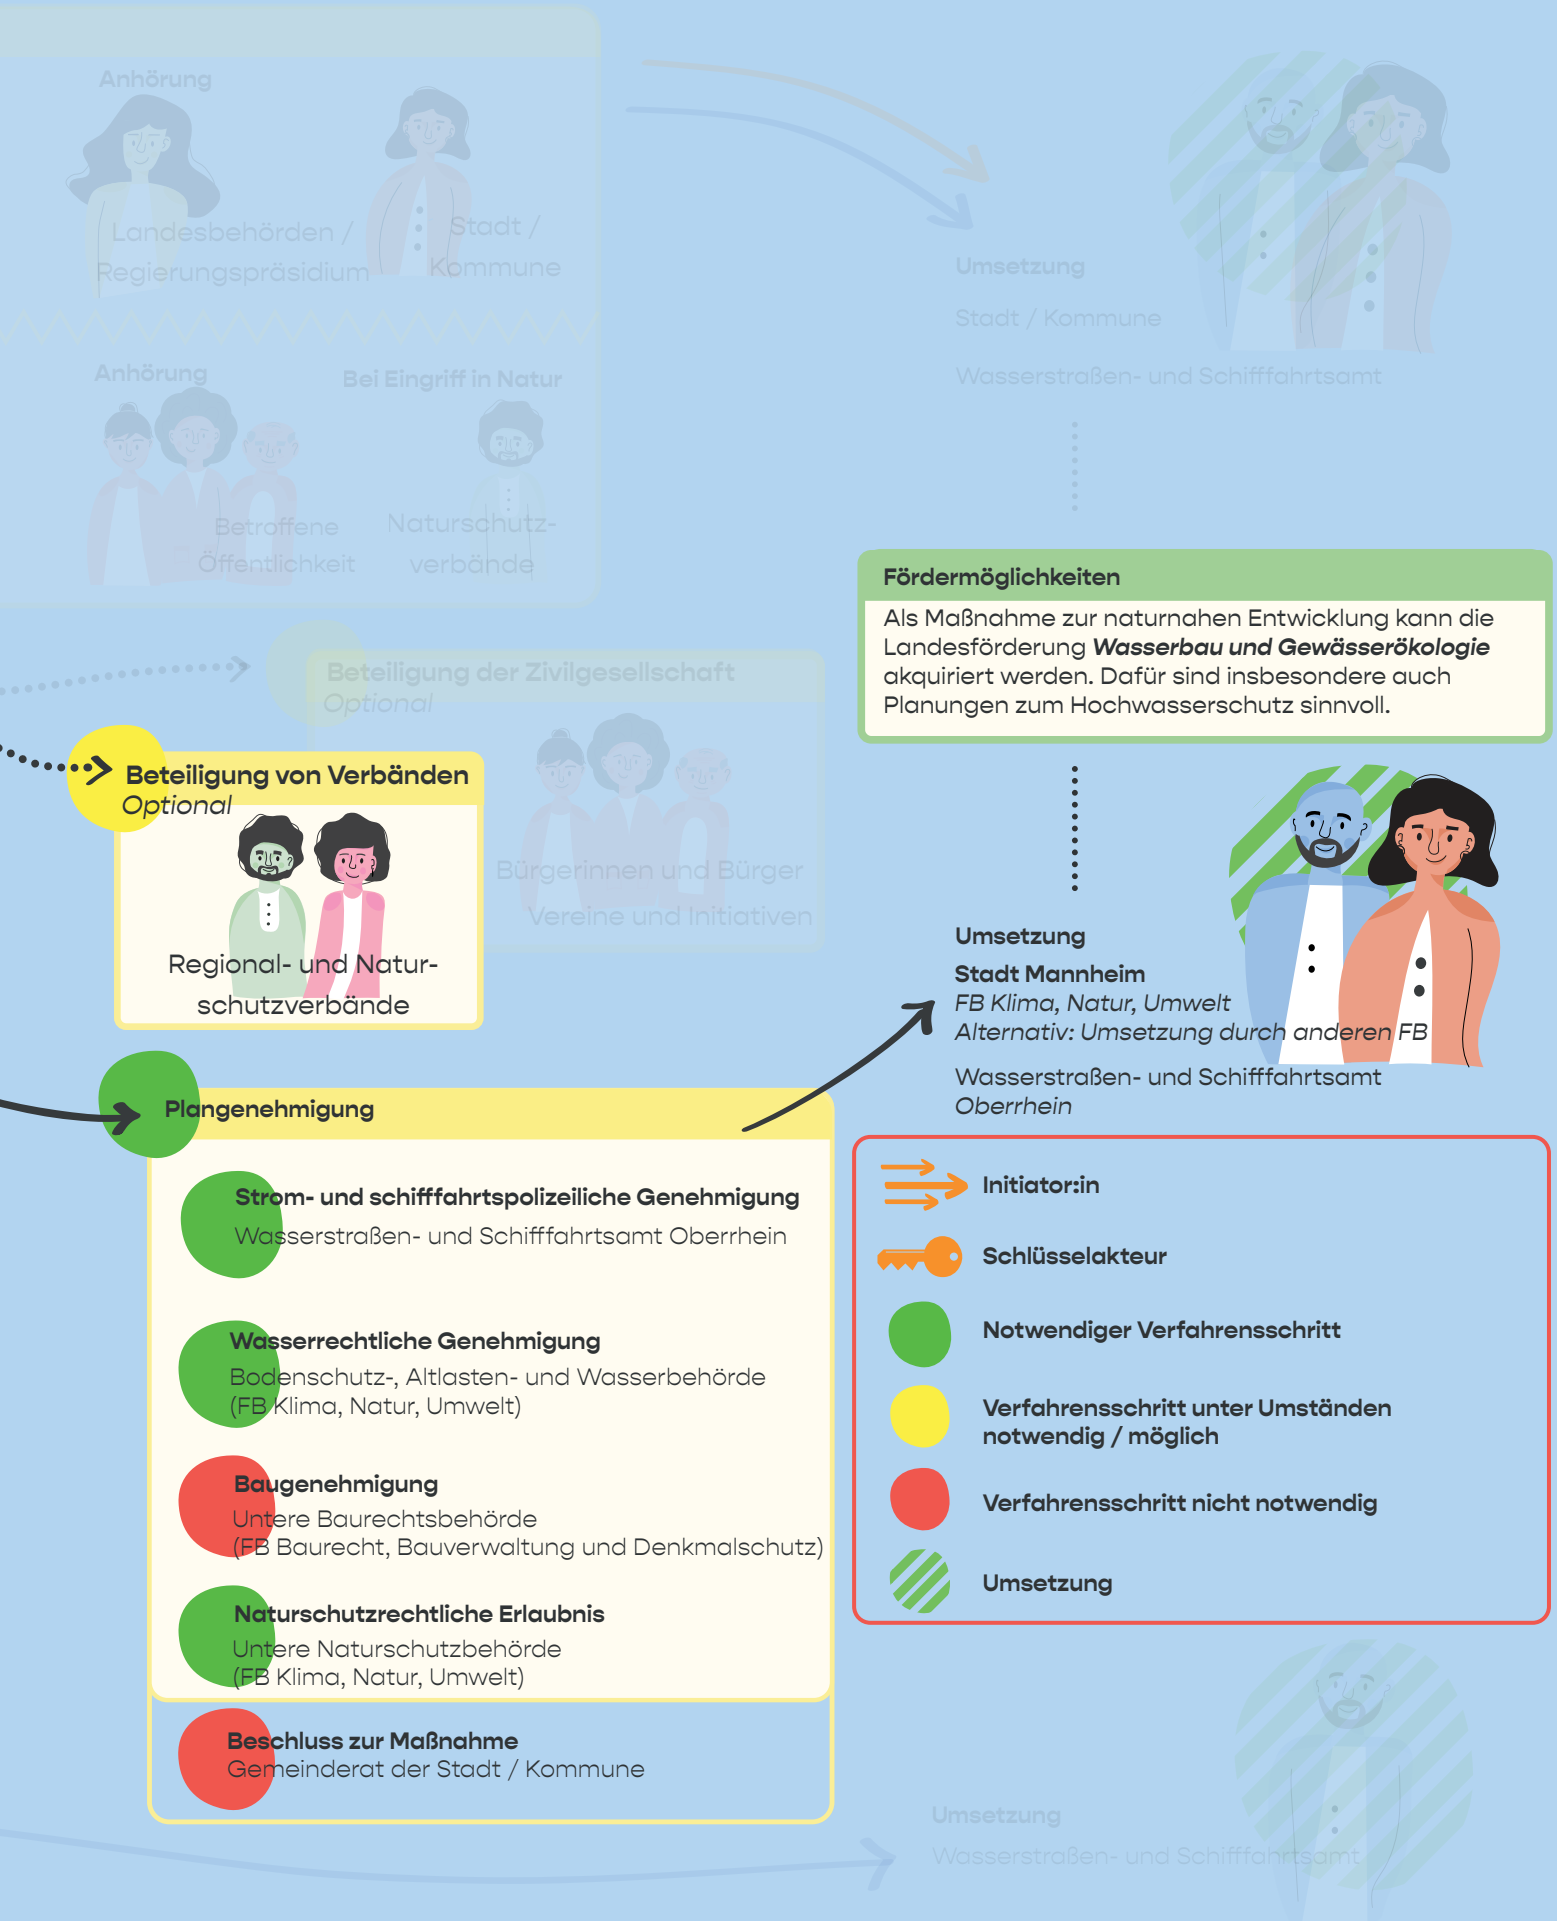 Anhörung
Landesbehörden /
Regierungspräsidium
Stadt /
Kommune
Anhörung
Betroffene
Öffentlichkeit
Bei Eingriff in Natur
Naturschutz-
verbände
Umsetzung
Stadt / Kommune
Wasserstraßen- und Schifffahrtsamt
Fördermöglichkeiten
Als Maßnahme zur naturnahen Entwicklung kann die
Landesförderung Wasserbau und Gewässerökologie
akquiriert werden. Dafür sind insbesondere auch
Planungen zum Hochwasserschutz sinnvoll.
Beteiligung der Zivilgesellschaft
Optional
Bürgerinnen und Bürger
Vereine und Initiativen
Beteiligung von Verbänden
Optional
Regional- und Natur-
schutzverbände
Umsetzung
Stadt Mannheim
FB Klima, Natur, Umwelt
Alternativ: Umsetzung durch anderen FB
Wasserstraßen- und Schifffahrtsamt
Oberrhein
Plangenehmigung
Strom- und schifffahrtspolizeiliche Genehmigung
Wasserstraßen- und Schifffahrtsamt Oberrhein
Wasserrechtliche Genehmigung
Bodenschutz-, Altlasten- und Wasserbehörde
(FB Klima, Natur, Umwelt)
Baugenehmigung
Untere Baurechtsbehörde
(FB Baurecht, Bauverwaltung und Denkmalschutz)
Naturschutzrechtliche Erlaubnis
Untere Naturschutzbehörde
(FB Klima, Natur, Umwelt)
Beschluss zur Maßnahme
Gemeinderat der Stadt / Kommune
Initiator:in
Schlüsselakteur
Notwendiger Verfahrensschritt
Verfahrensschritt unter Umständen
notwendig / möglich
Verfahrensschritt nicht notwendig
Umsetzung
Umsetzung
Wasserstraßen- und Schifffahrtsamt